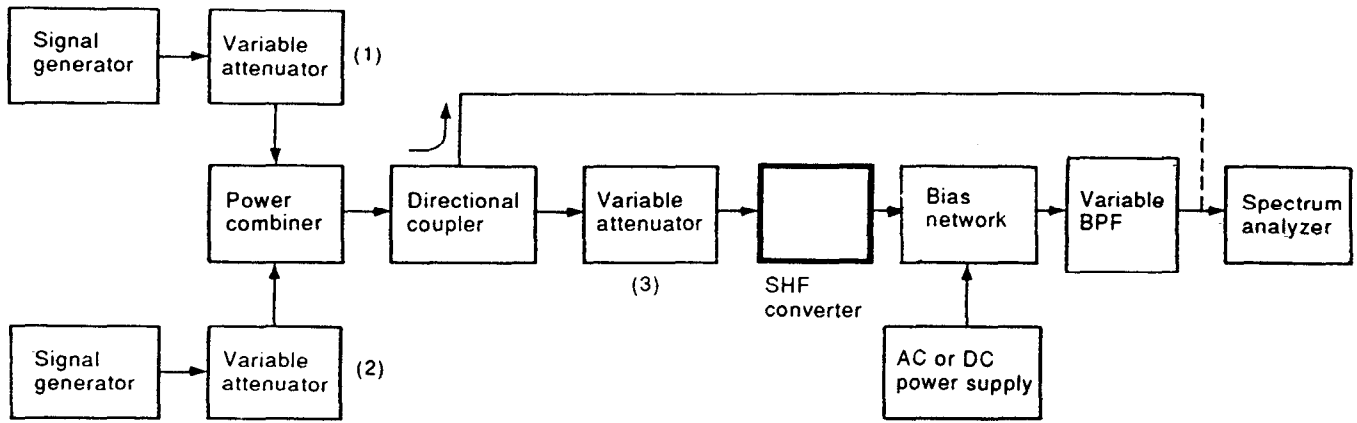 Signal
generator
Variable
attenuator
(1)
Power
combiner
Directional
coupler
Variable
attenuator
(3)
SHF
converter
Bias
network
Variable
BPF
Spectrum
analyzer
Signal
generator
Variable
attenuator
(2)
AC or DC
power supply